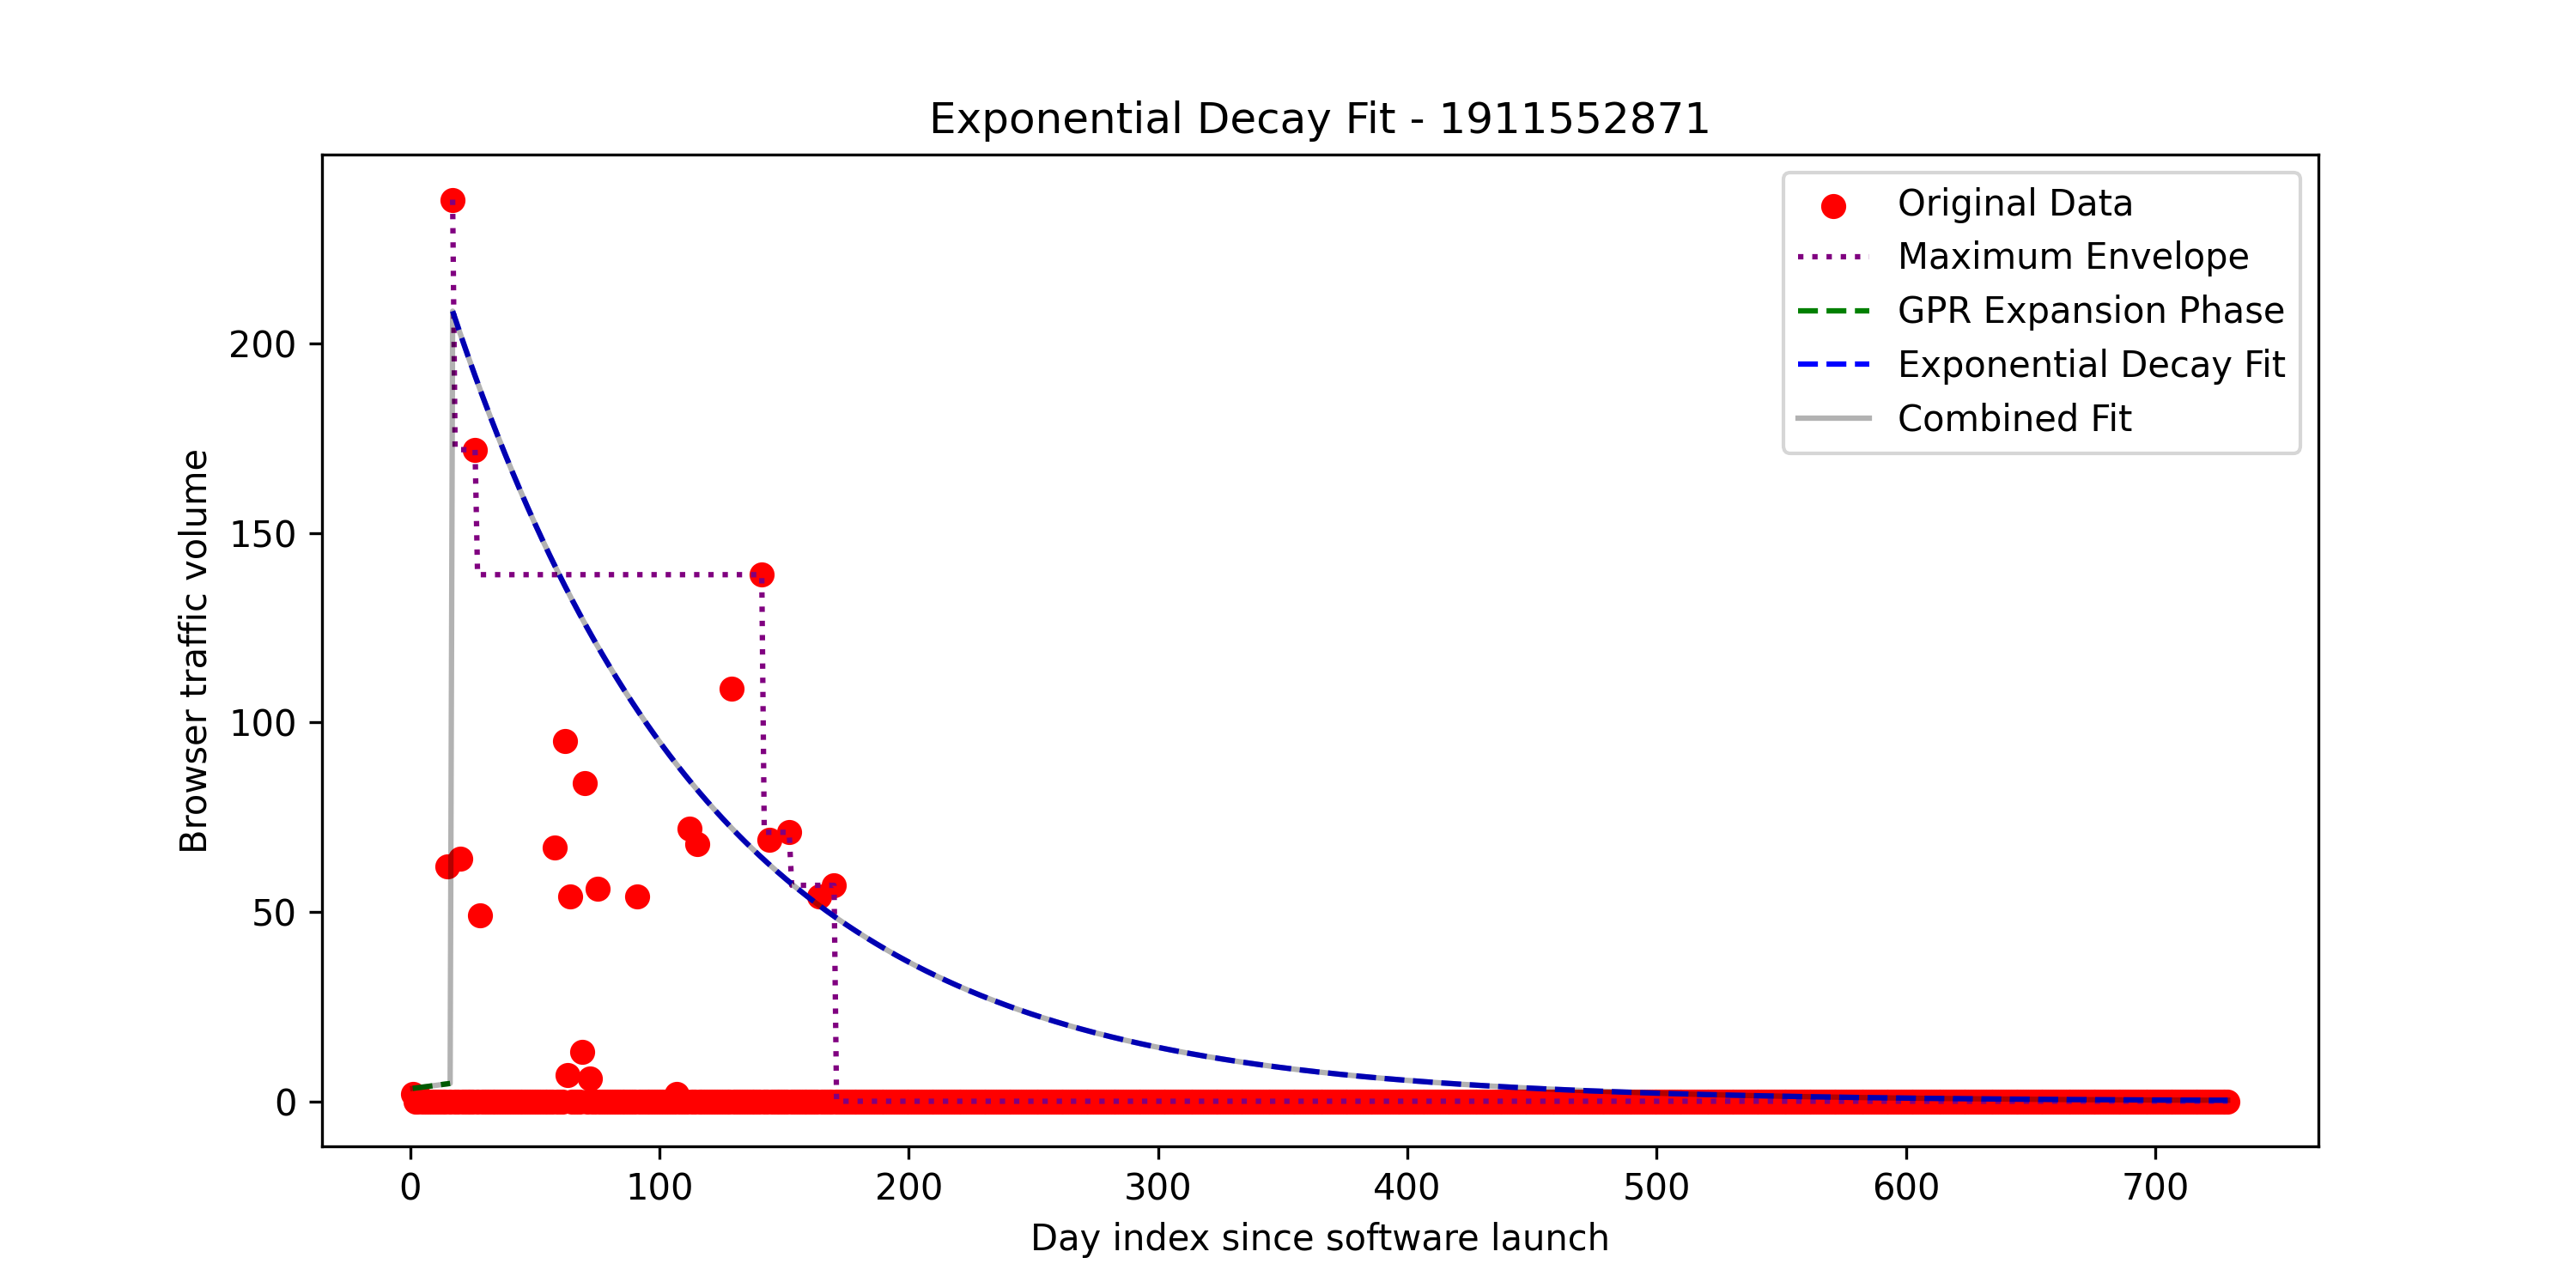 Exponential Decay Fit - 1911552871
Original Data
Maximum Envelope
GPR Expansion Phase
Exponential Decay Fit
Combined Fit
Browser traffic volume
200
150
100
50
0
0 100 200 300 400 500 600 700
Day index since software launch